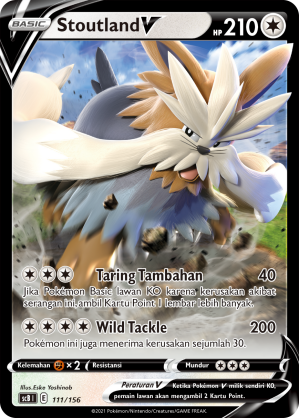 BASIC Stoutland V HP 210
Taring Tambahan 40
Jika Pokémon Basic lawan KO karena kerusakan akibat
serangan ini, ambil Kartu Point 1 lembar lebih banyak.
Wild Tackle 200
Pokémon ini juga menerima kerusakan sejumlah 30.
Kelemahan × 2 Resistansi Mundur
Illus. Eske Yoshinob
sc3 I E 111/156
Peraturan V Ketika Pokémon V milik sendiri KO,
pemain lawan akan mengambil 2 Kartu Point.
©2021 Pokémon/Nintendo/Creatures/GAME FREAK.